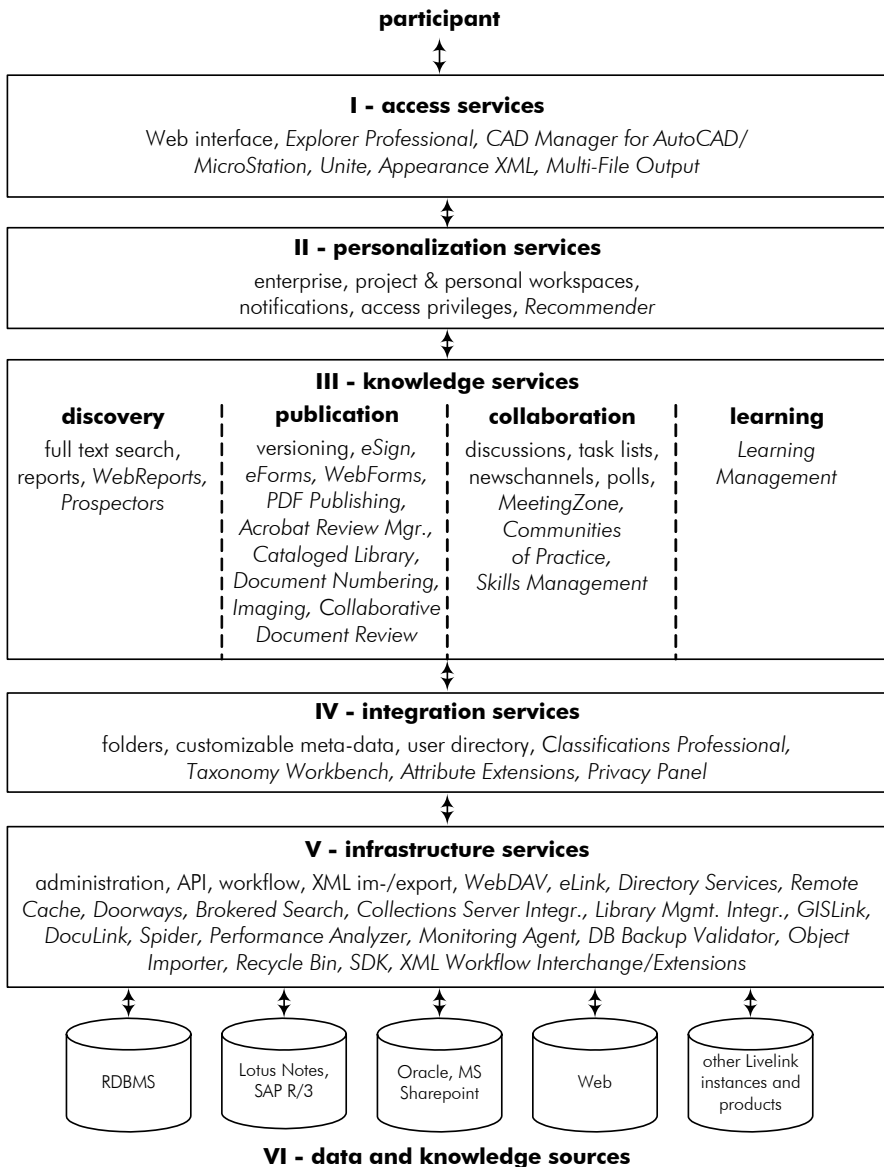 participant
I - access services
Web interface, Explorer Professional, CAD Manager for AutoCAD/
MicroStation, Unite, Appearance XML, Multi-File Output
II - personalization services
enterprise, project & personal workspaces,
notifications, access privileges, Recommender
III - knowledge services
discovery
full text search,
reports, WebReports,
Prospectors
publication
versioning, eSign,
eForms, WebForms,
PDF Publishing,
Acrobat Review Mgr.,
Cataloged Library,
Document Numbering,
Imaging, Collaborative
Document Review
collaboration
discussions, task lists,
newschannels, polls,
MeetingZone,
Communities
of Practice,
Skills Management
learning
Learning
Management
IV - integration services
folders, customizable meta-data, user directory, Classifications Professional,
Taxonomy Workbench, Attribute Extensions, Privacy Panel
V - infrastructure services
administration, API, workflow, XML im-/export, WebDAV, eLink, Directory Services, Remote
Cache, Doorways, Brokered Search, Collections Server Integr., Library Mgmt. Integr., GISLink,
DocuLink, Spider, Performance Analyzer, Monitoring Agent, DB Backup Validator, Object
Importer, Recycle Bin, SDK, XML Workflow Interchange/Extensions
RDBMS
Lotus Notes,
SAP R/3
Oracle, MS
Sharepoint
Web
other Livelink
instances and
products
VI - data and knowledge sources